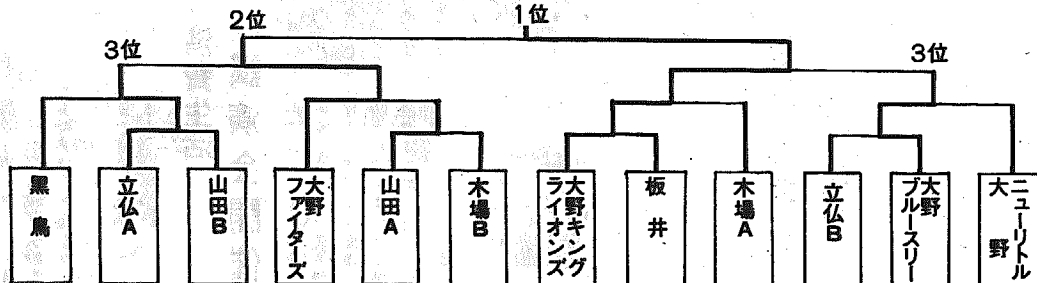 1位
2位
3位
3位
黒鳥
立仏A
山田B
大野
ファイターズ
山田A
木場B
大野キング
ライオンズ
板井
木場A
立仏B
大野
ブルースリー
ニューリトル
大野